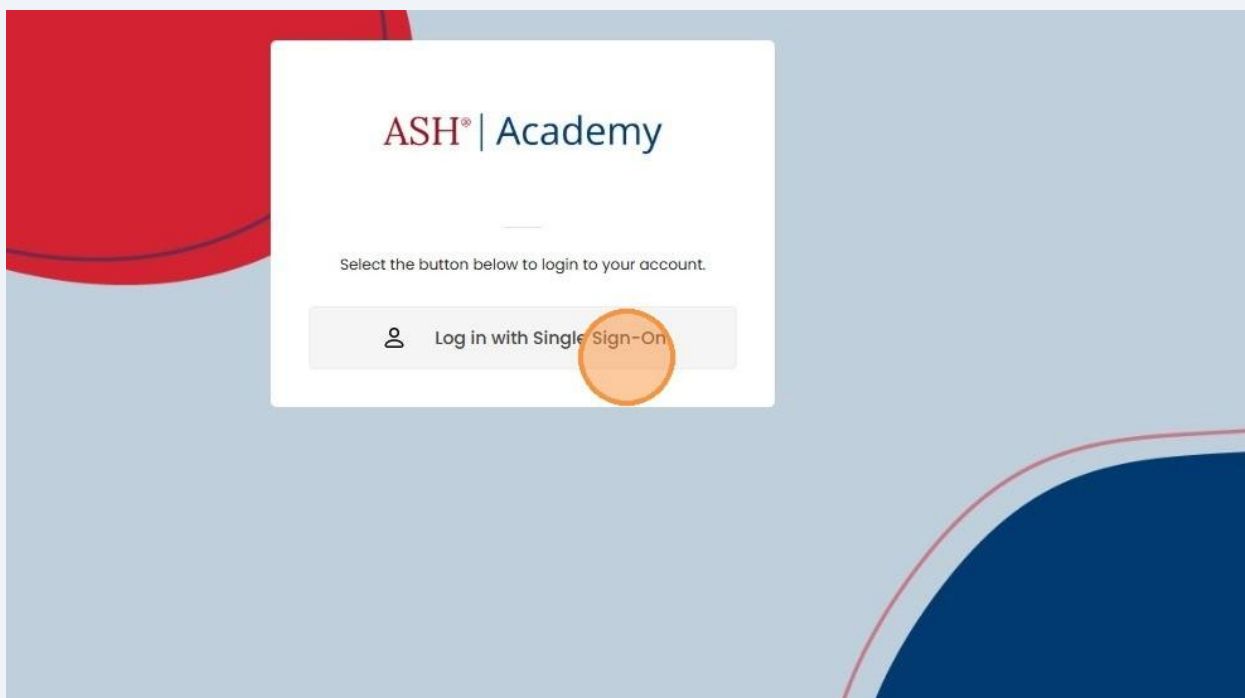 ASH® | Academy
Select the button below to login to your account.
Log in with Single Sign-On